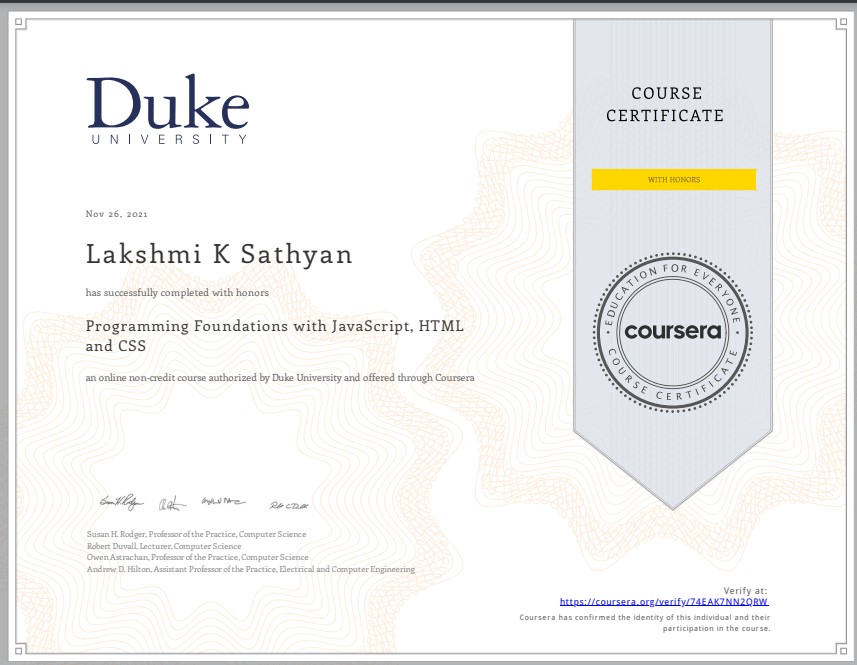 Duke
UNIVERSITY
COURSE
CERTIFICATE
WITH HONORS
Nov 26, 2021
Lakshmi K Sathyan
has successfully completed with honors
Programming Foundations with JavaScript, HTML
and CSS
an online non-credit course authorized by Duke University and offered through Coursera
EDUCATION FOR EVERYONE
coursera
COURSE CERTIFICATE
Susan H. Rodger, Professor of the Practice, Computer Science
Robert Duvall, Lecturer, Computer Science
Owen Astrachan, Professor of the Practice, Computer Science
Andrew D. Hilton, Assistant Professor of the Practice, Electrical and Computer Engineering
Verify at:
https://coursera.org/verify/74EAK7NN2QRW
Coursera has confirmed the identity of this individual and their
participation in the course.